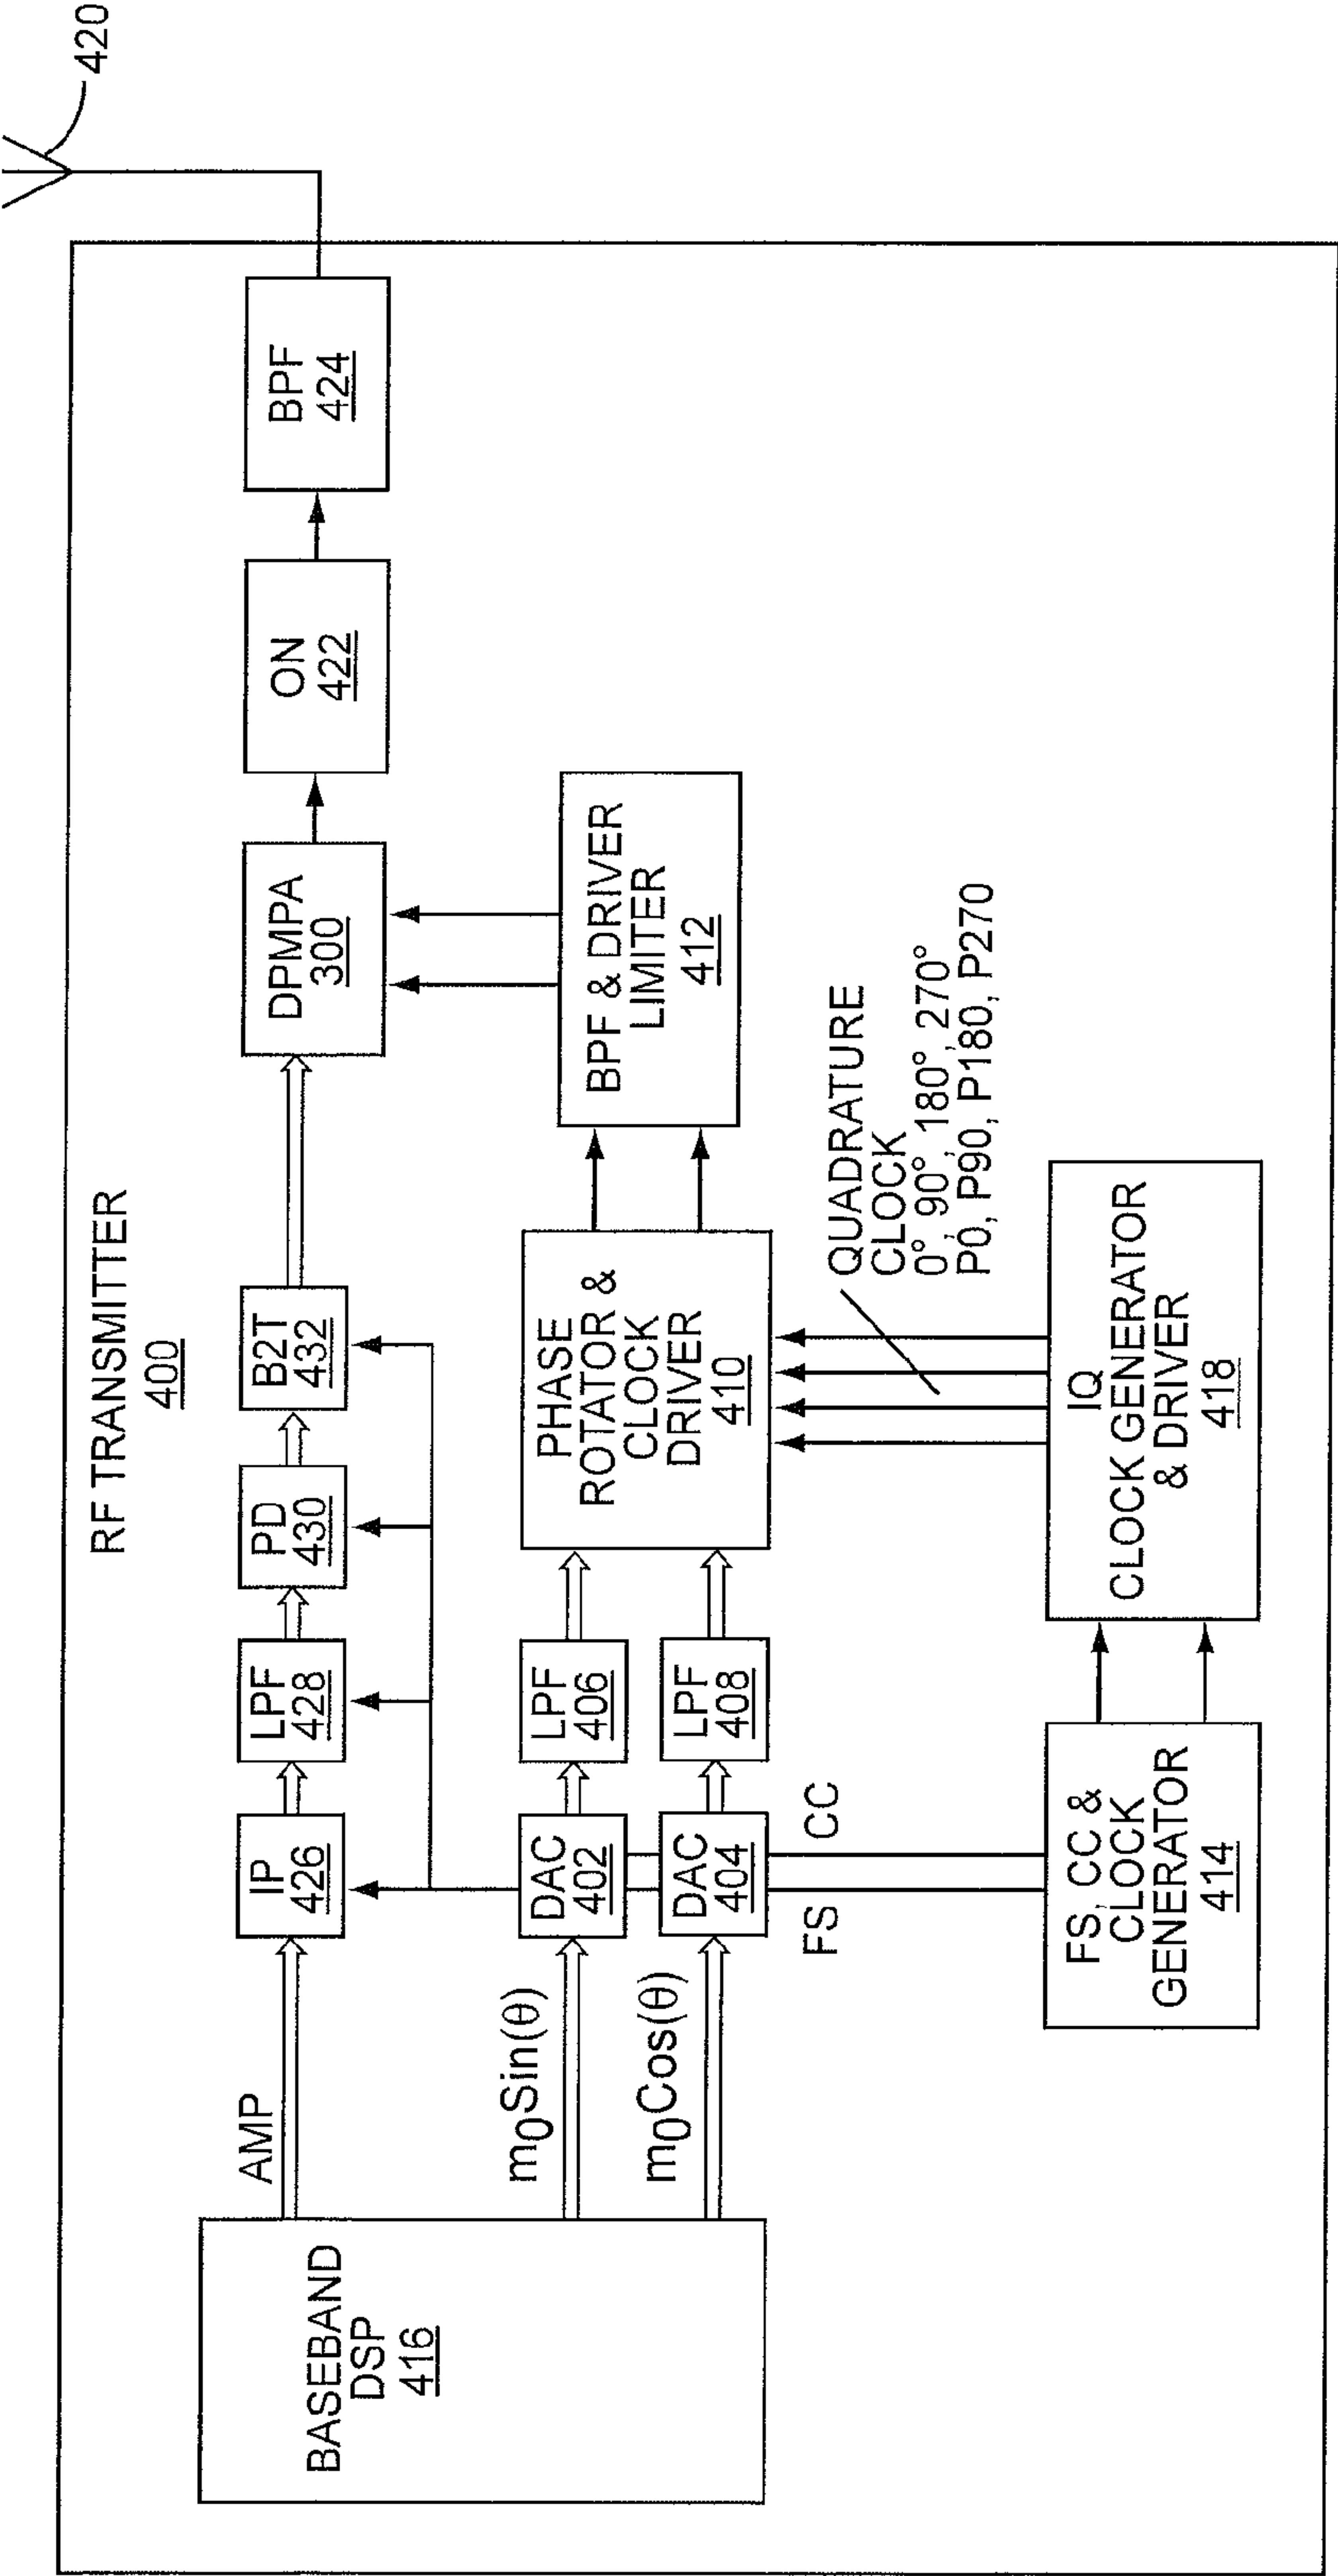 RF TRANSMITTER
400
420
BASEBAND
DSP
416
AMP
m0Sin(θ)
m0Cos(θ)
IP
426
LPF
428
PD
430
B2T
432
DPMPA
300
ON
422
BPF
424
DAC
402
LPF
406
DAC
404
LPF
408
PHASE
ROTATOR &
CLOCK
DRIVER
410
BPF & DRIVER
LIMITER
412
FS
CC
QUADRATURE
CLOCK
0°, 90°, 180°, 270°
P0, P90, P180, P270
FS, CC &
CLOCK
GENERATOR
414
IQ
CLOCK GENERATOR
& DRIVER
418